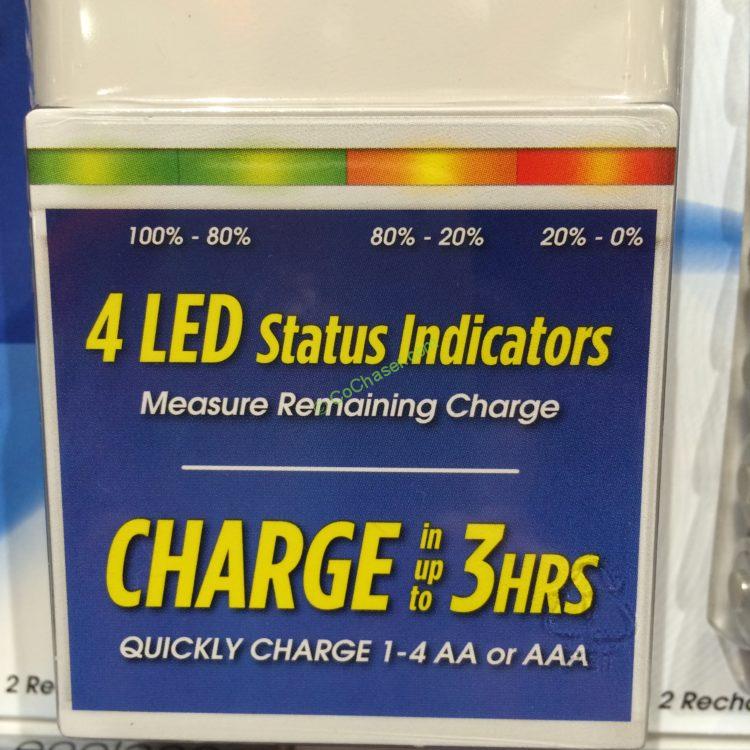 100% - 80% 80% - 20% 20% - 0%
4 LED Status Indicators
Measure Remaining Charge
CHARGE in up to 3HRS
QUICKLY CHARGE 1-4 AA or AAA
2 Re
2 Recha